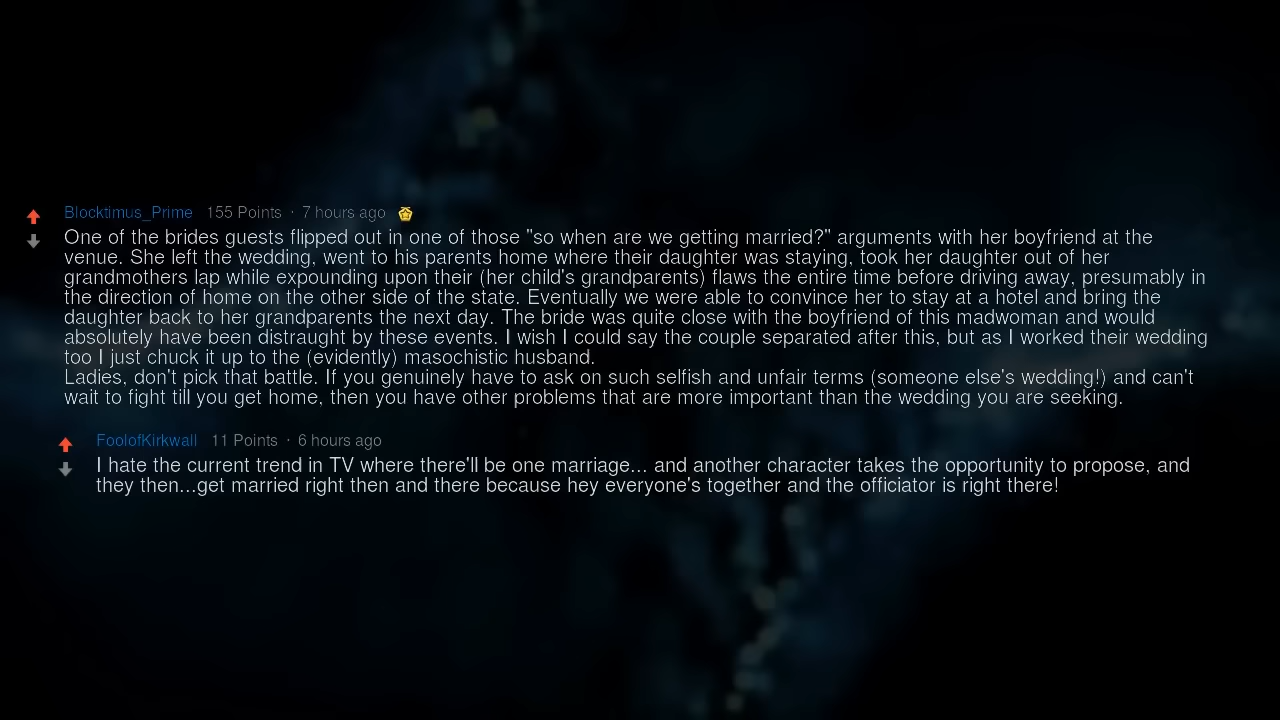 Blocktimus_Prime 155 Points · 7 hours ago
One of the brides guests flipped out in one of those "so when are we getting married?" arguments with her boyfriend at the
venue. She left the wedding, went to his parents home where their daughter was staying, took her daughter out of her
grandmothers lap while expounding upon their (her child's grandparents) flaws the entire time before driving away, presumably in
the direction of home on the other side of the state. Eventually we were able to convince her to stay at a hotel and bring the
daughter back to her grandparents the next day. The bride was quite close with the boyfriend of this madwoman and would
absolutely have been distraught by these events. I wish I could say the couple separated after this, but as I worked their wedding
too I just chuck it up to the (evidently) masochistic husband.
Ladies, don't pick that battle. If you genuinely have to ask on such selfish and unfair terms (someone else's wedding!) and can't
wait to fight till you get home, then you have other problems that are more important than the wedding you are seeking.
FoolofKirkwall 11 Points · 6 hours ago
I hate the current trend in TV where there'll be one marriage... and another character takes the opportunity to propose, and
they then...get married right then and there because hey everyone's together and the officiator is right there!